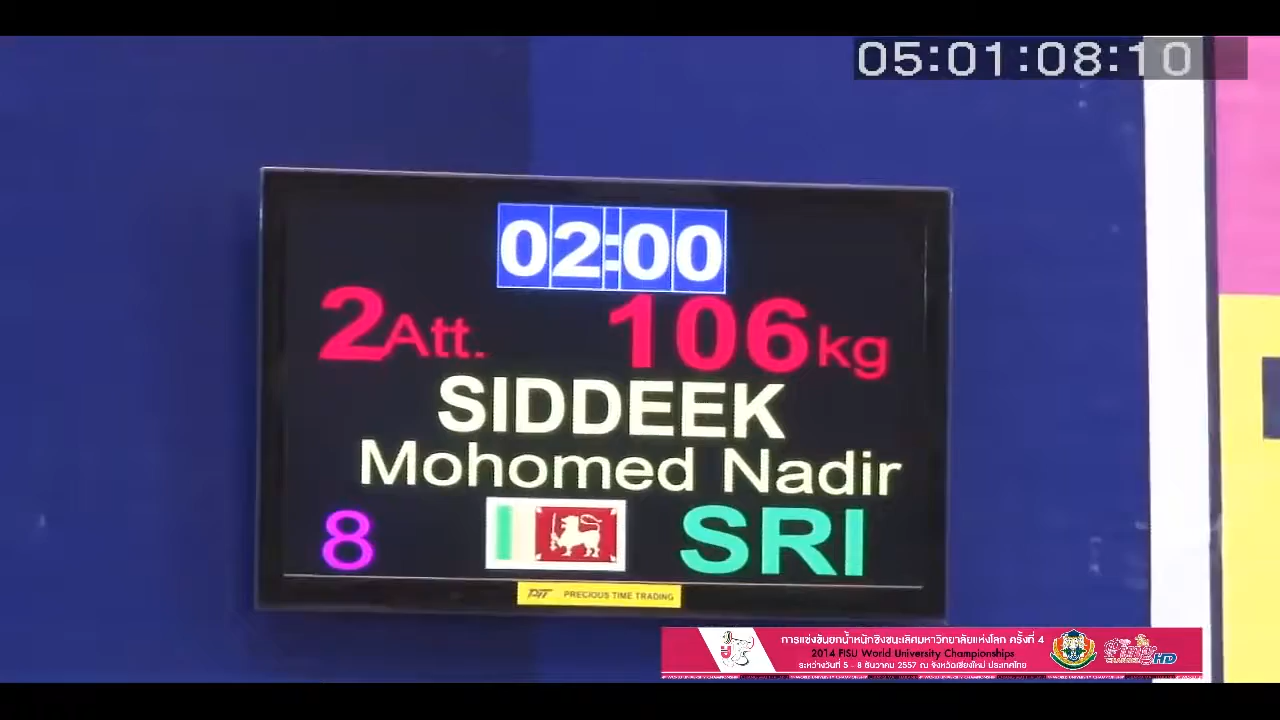 05:01:08:10
02:00
2 Att. 106 kg
SIDDEEK
Mohomed Nadir
8 SRI
PIT PRECIOUS TIME TRADING
การแข่งขันยกน้ำหนักชิงชนะเลิศมหาวิทยาลัยแห่งโลก ครั้งที่ 4
2014 FISU World University Championships
ระหว่างวันที่ 5 - 8 ธันวาคม 2557 ณ จังหวัดเชียงใหม่ ประเทศไทย
HD